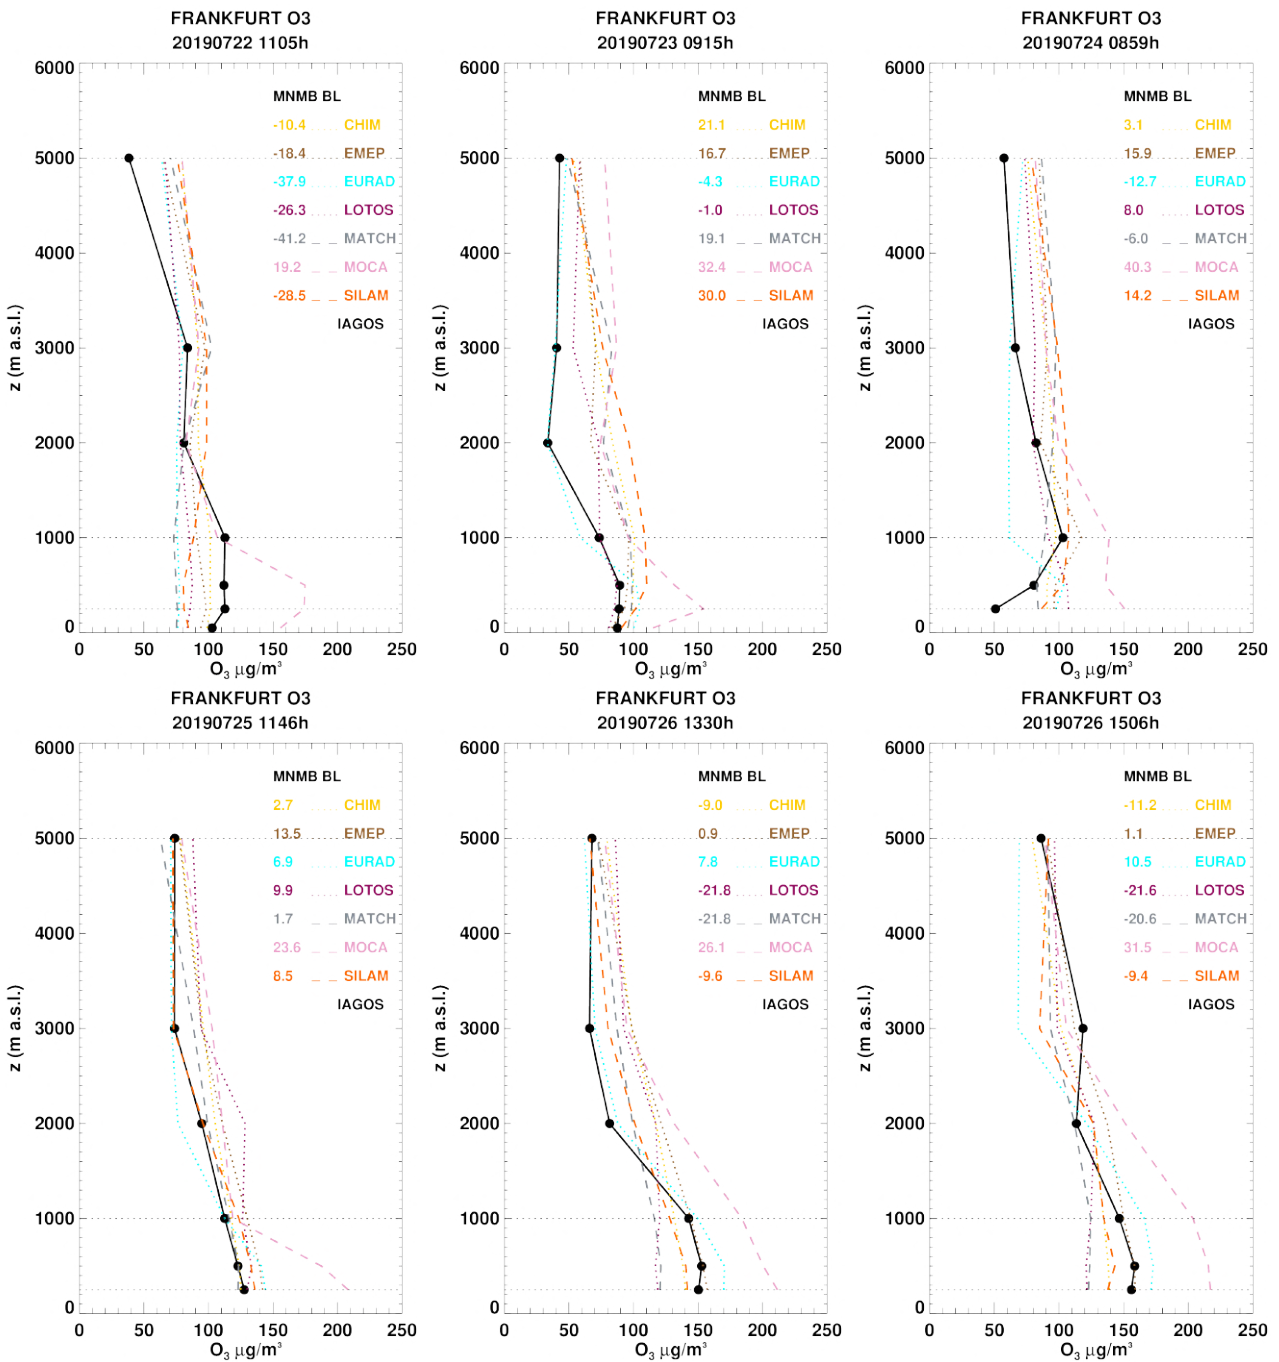 FRANKFURT O3
20190722 1105h
6000
5000
4000
3000
2000
1000
0
z (m a.s.l.)
MNMB BL
-10.4 CHIM
-18.4 EMEP
-37.9 EURAD
-26.3 LOTOS
-41.2 MATCH
19.2 MOCA
-28.5 SILAM
IAGOS
0 50 100 150 200 250
O3 μg/m³
FRANKFURT O3
20190723 0915h
6000
5000
4000
3000
2000
1000
0
z (m a.s.l.)
MNMB BL
21.1 CHIM
16.7 EMEP
-4.3 EURAD
-1.0 LOTOS
19.1 MATCH
32.4 MOCA
30.0 SILAM
IAGOS
0 50 100 150 200 250
O3 μg/m³
FRANKFURT O3
20190724 0859h
6000
5000
4000
3000
2000
1000
0
z (m a.s.l.)
MNMB BL
3.1 CHIM
15.9 EMEP
-12.7 EURAD
8.0 LOTOS
-6.0 MATCH
40.3 MOCA
14.2 SILAM
IAGOS
0 50 100 150 200 250
O3 μg/m³
FRANKFURT O3
20190725 1146h
6000
5000
4000
3000
2000
1000
0
z (m a.s.l.)
MNMB BL
2.7 CHIM
13.5 EMEP
6.9 EURAD
9.9 LOTOS
1.7 MATCH
23.6 MOCA
8.5 SILAM
IAGOS
0 50 100 150 200 250
O3 μg/m³
FRANKFURT O3
20190726 1330h
6000
5000
4000
3000
2000
1000
0
z (m a.s.l.)
MNMB BL
-9.0 CHIM
0.9 EMEP
7.8 EURAD
-21.8 LOTOS
-21.8 MATCH
26.1 MOCA
-9.6 SILAM
IAGOS
0 50 100 150 200 250
O3 μg/m³
FRANKFURT O3
20190726 1506h
6000
5000
4000
3000
2000
1000
0
z (m a.s.l.)
MNMB BL
-11.2 CHIM
1.1 EMEP
10.5 EURAD
-21.6 LOTOS
-20.6 MATCH
31.5 MOCA
-9.4 SILAM
IAGOS
0 50 100 150 200 250
O3 μg/m³